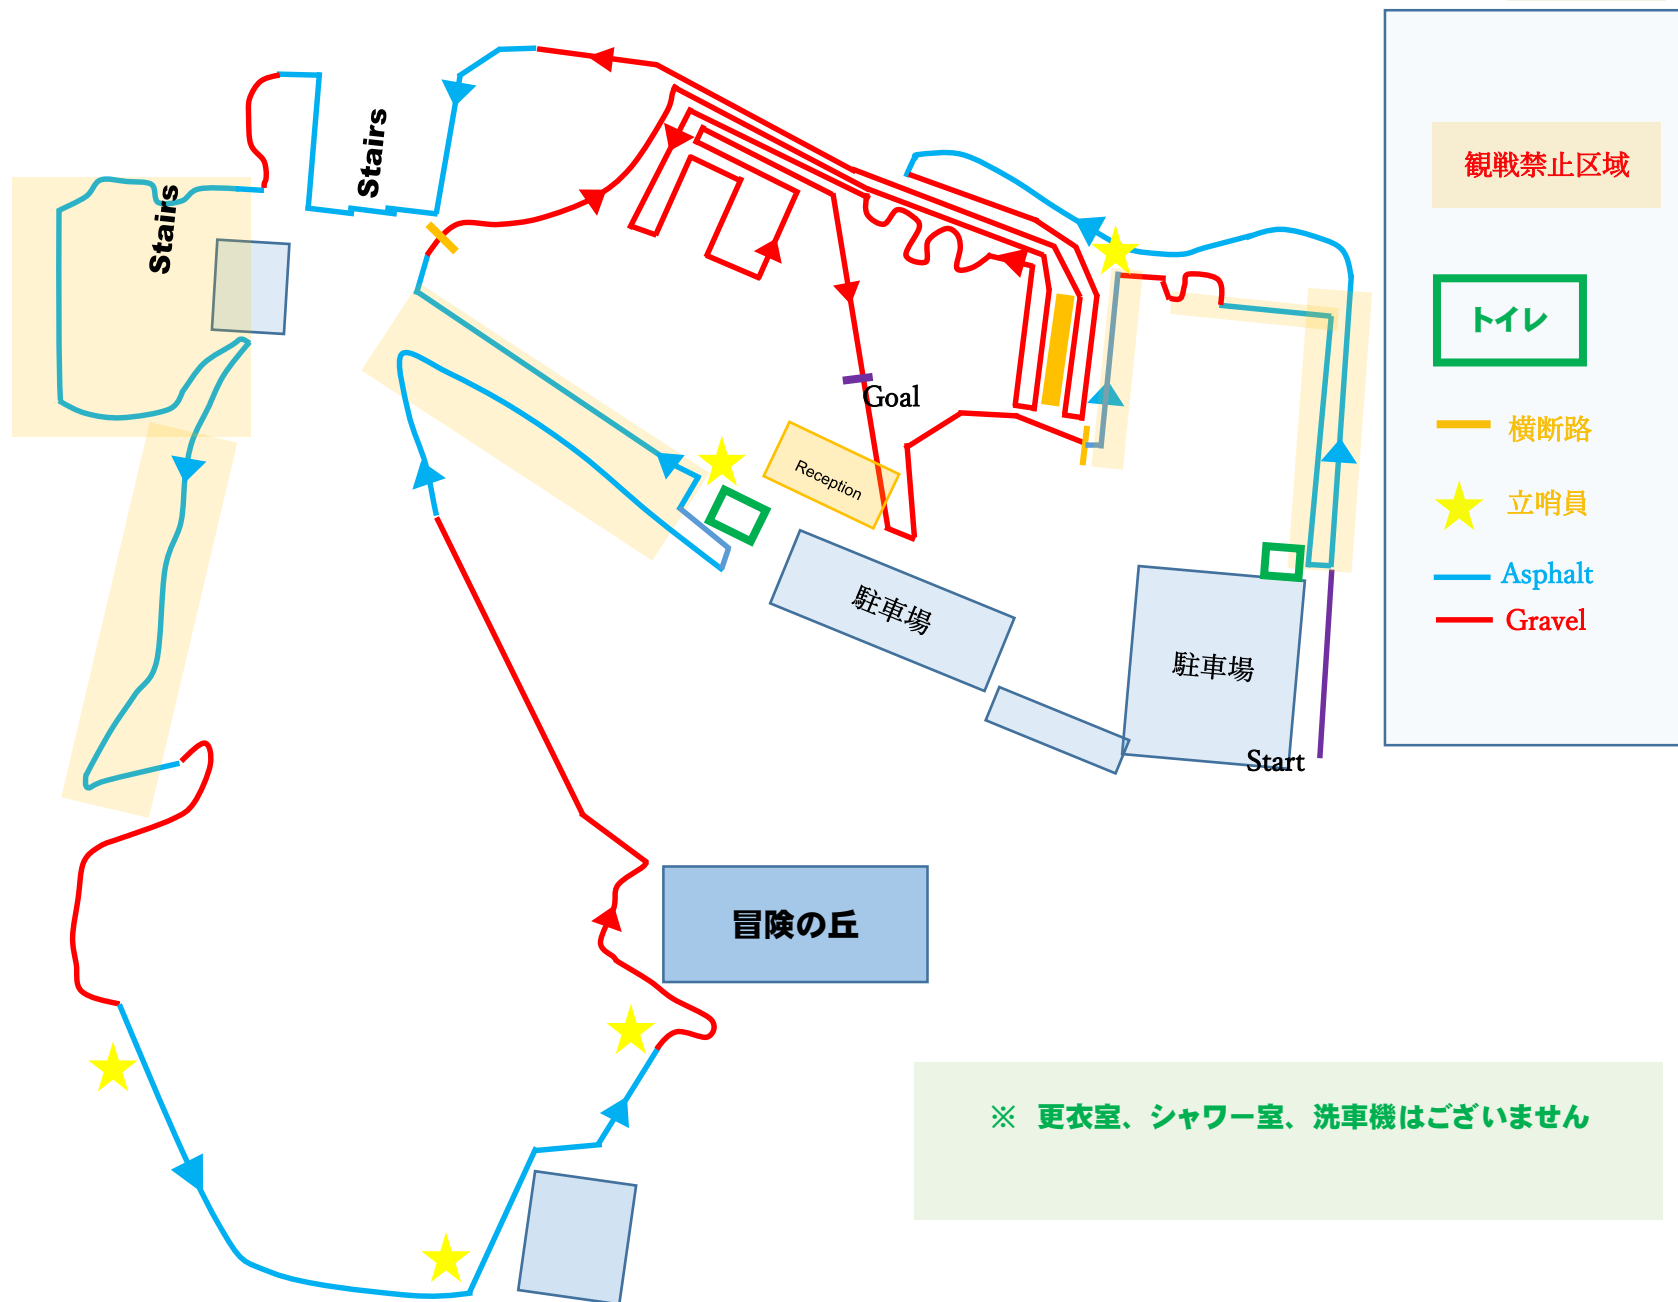 Stairs
Stairs
観戦禁止区域
トイレ
横断路
立哨員
Asphalt
Gravel
Goal
Reception
駐車場
駐車場
Start
冒険の丘
※ 更衣室、シャワー室、洗車機はございません